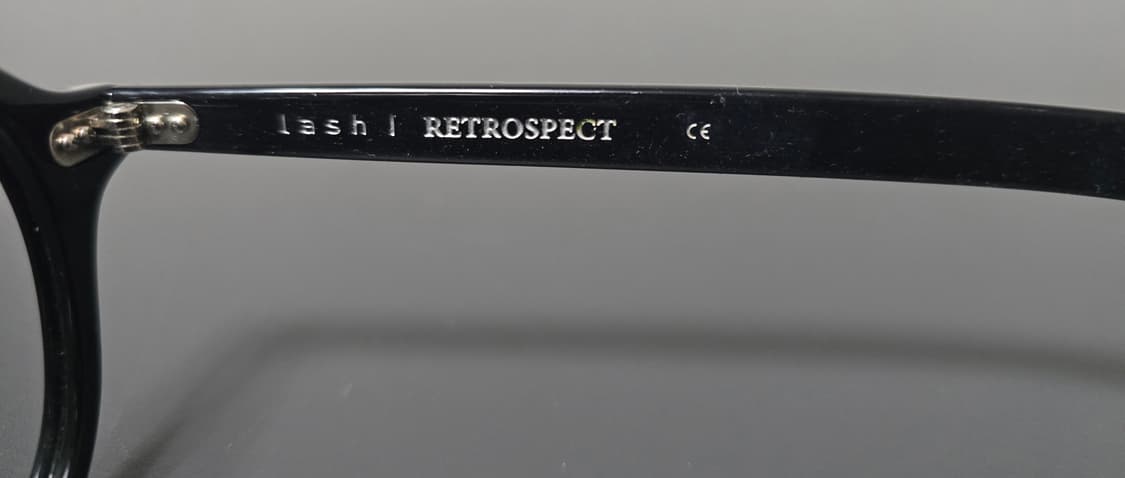 lash | RETROSPECT CE